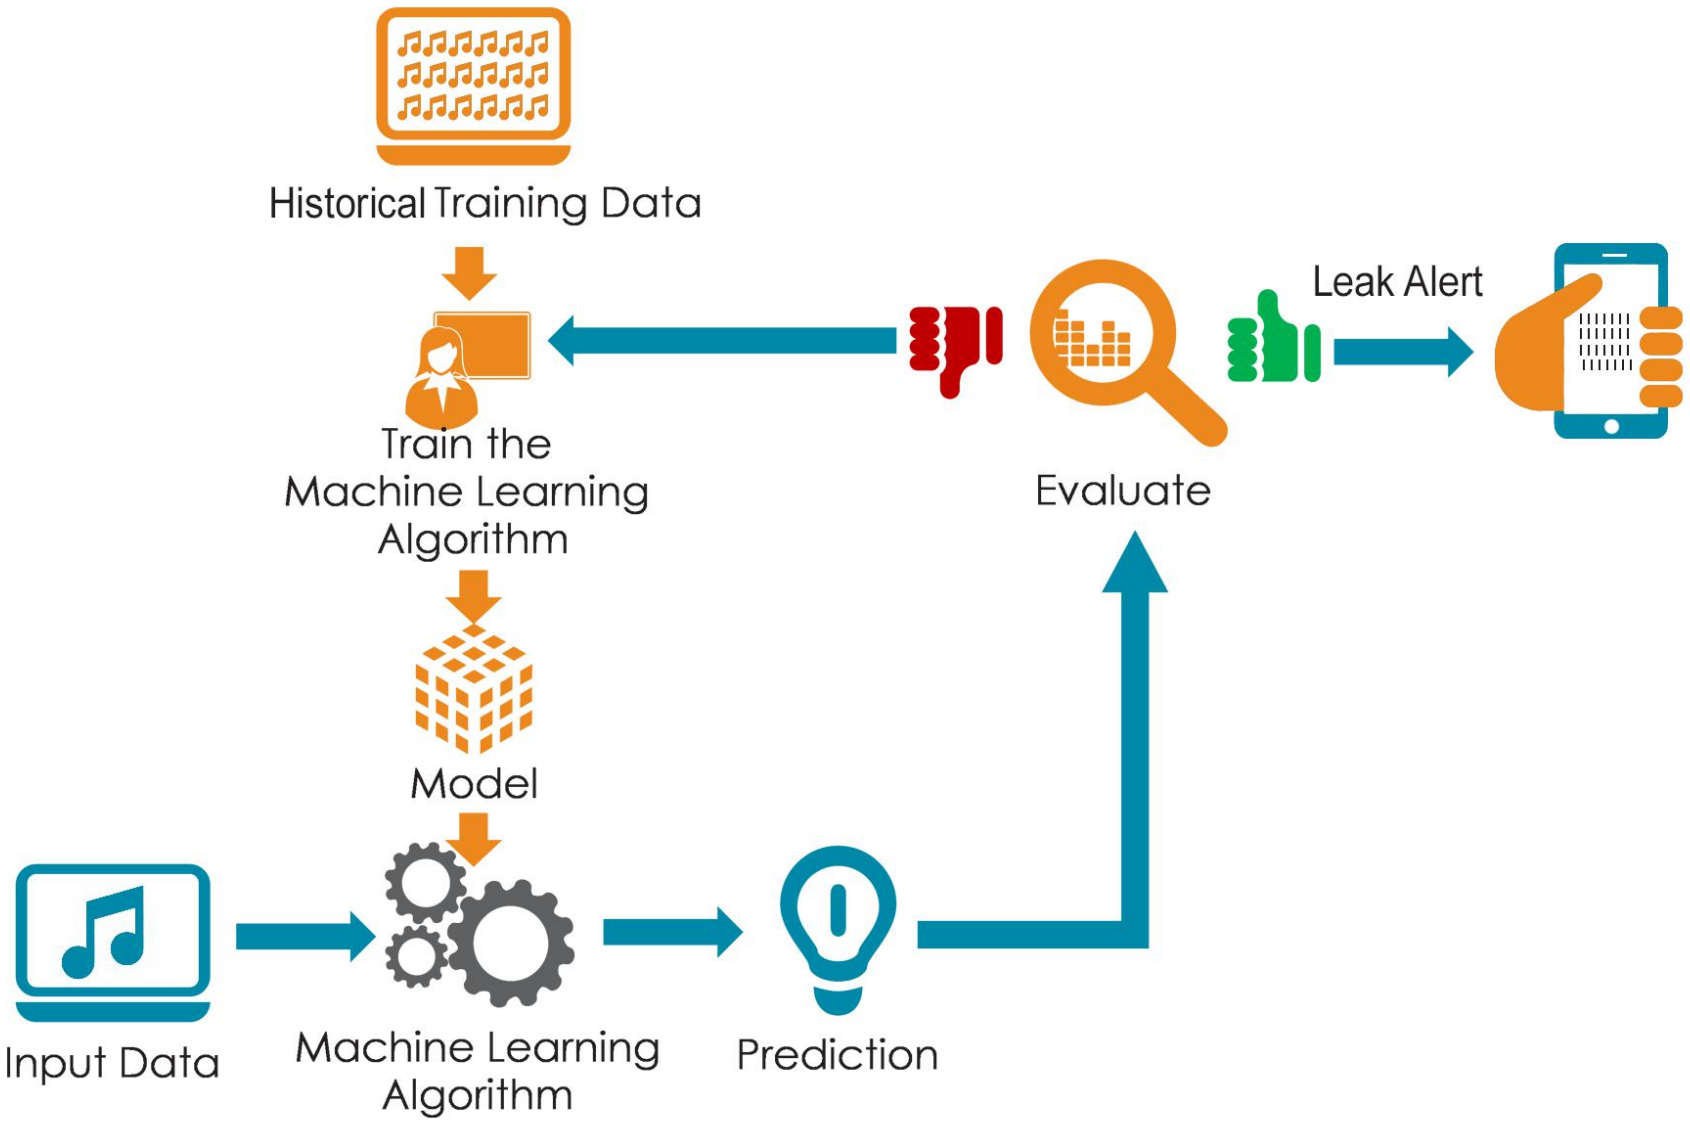 Historical Training Data
Leak Alert
Train the
Machine Learning
Algorithm
Evaluate
Model
Input Data
Machine Learning
Algorithm
Prediction